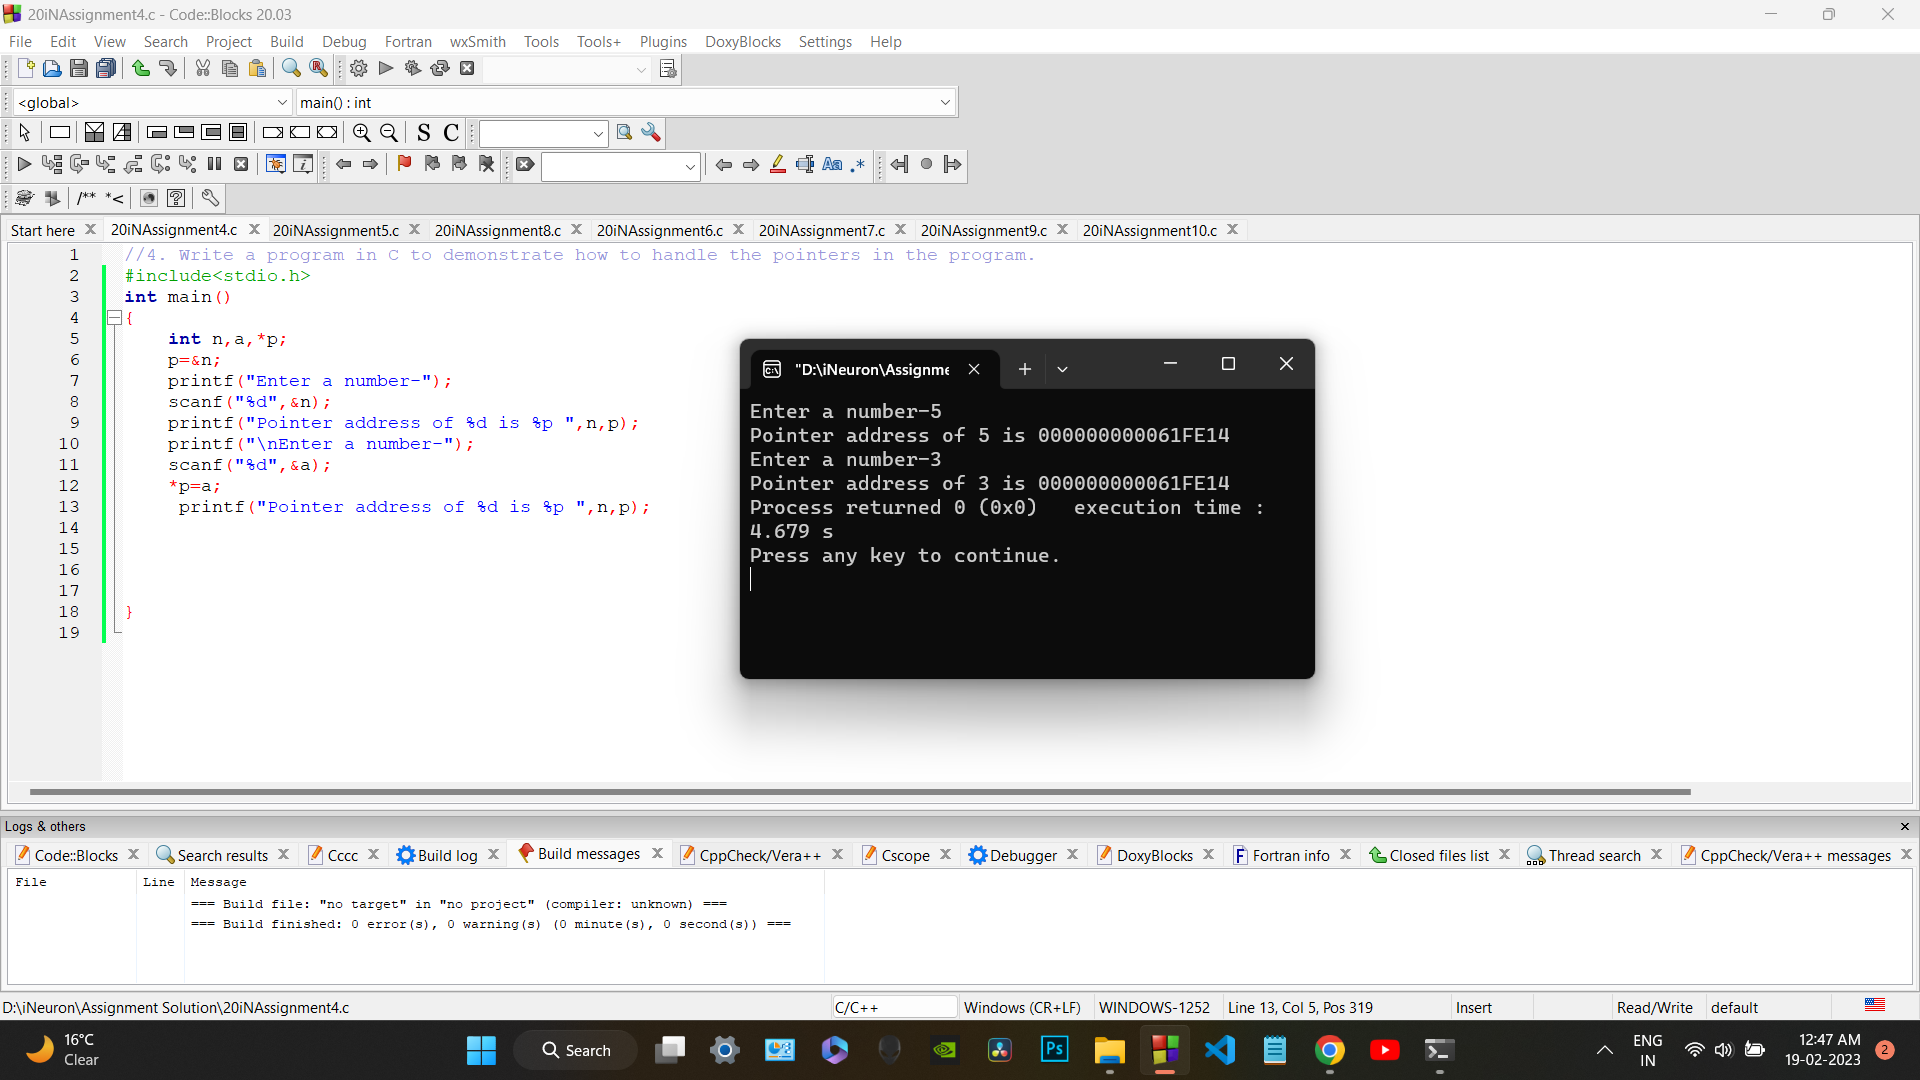 20iNAssignment4.c - Code::Blocks 20.03
File Edit View Search Project Build Debug Fortran wxSmith Tools Tools+ Plugins DoxyBlocks Settings Help
<global> main() : int
S C
Aa .*
/** *<
Start here 20iNAssignment4.c 20iNAssignment5.c 20iNAssignment8.c 20iNAssignment6.c 20iNAssignment7.c 20iNAssignment9.c 20iNAssignment10.c
1 //4. Write a program in C to demonstrate how to handle the pointers in the program.
2 #include<stdio.h>
3 int main()
4 {
5 int n,a,*p;
6 p=&n;
7 printf("Enter a number-");
8 scanf("%d",&n);
9 printf("Pointer address of %d is %p ",n,p);
10 printf("\nEnter a number-");
11 scanf("%d",&a);
12 *p=a;
13 printf("Pointer address of %d is %p ",n,p);
14
15
16
17
18 }
19
"D:\iNeuron\Assignme
Enter a number-5
Pointer address of 5 is 000000000061FE14
Enter a number-3
Pointer address of 3 is 000000000061FE14
Process returned 0 (0x0)   execution time :
4.679 s
Press any key to continue.
Logs & others
Code::Blocks Search results Cccc Build log Build messages CppCheck/Vera++ Cscope Debugger DoxyBlocks Fortran info Closed files list Thread search CppCheck/Vera++ messages
File Line Message
=== Build file: "no target" in "no project" (compiler: unknown) ===
=== Build finished: 0 error(s), 0 warning(s) (0 minute(s), 0 second(s)) ===
D:\iNeuron\Assignment Solution\20iNAssignment4.c C/C++ Windows (CR+LF) WINDOWS-1252 Line 13, Col 5, Pos 319 Insert Read/Write default
16°C
Clear
Search
Ps
ENG
IN
12:47 AM
19-02-2023
2